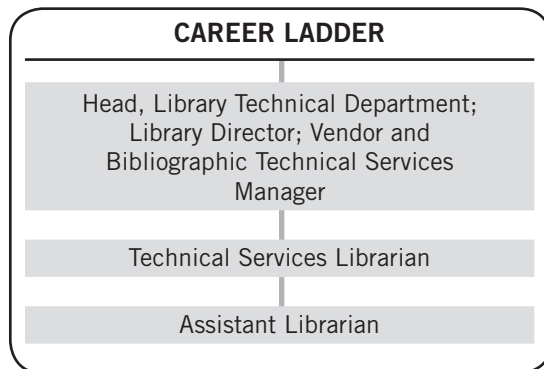 CAREER LADDER
Head, Library Technical Department;
Library Director; Vendor and
Bibliographic Technical Services
Manager
Technical Services Librarian
Assistant Librarian